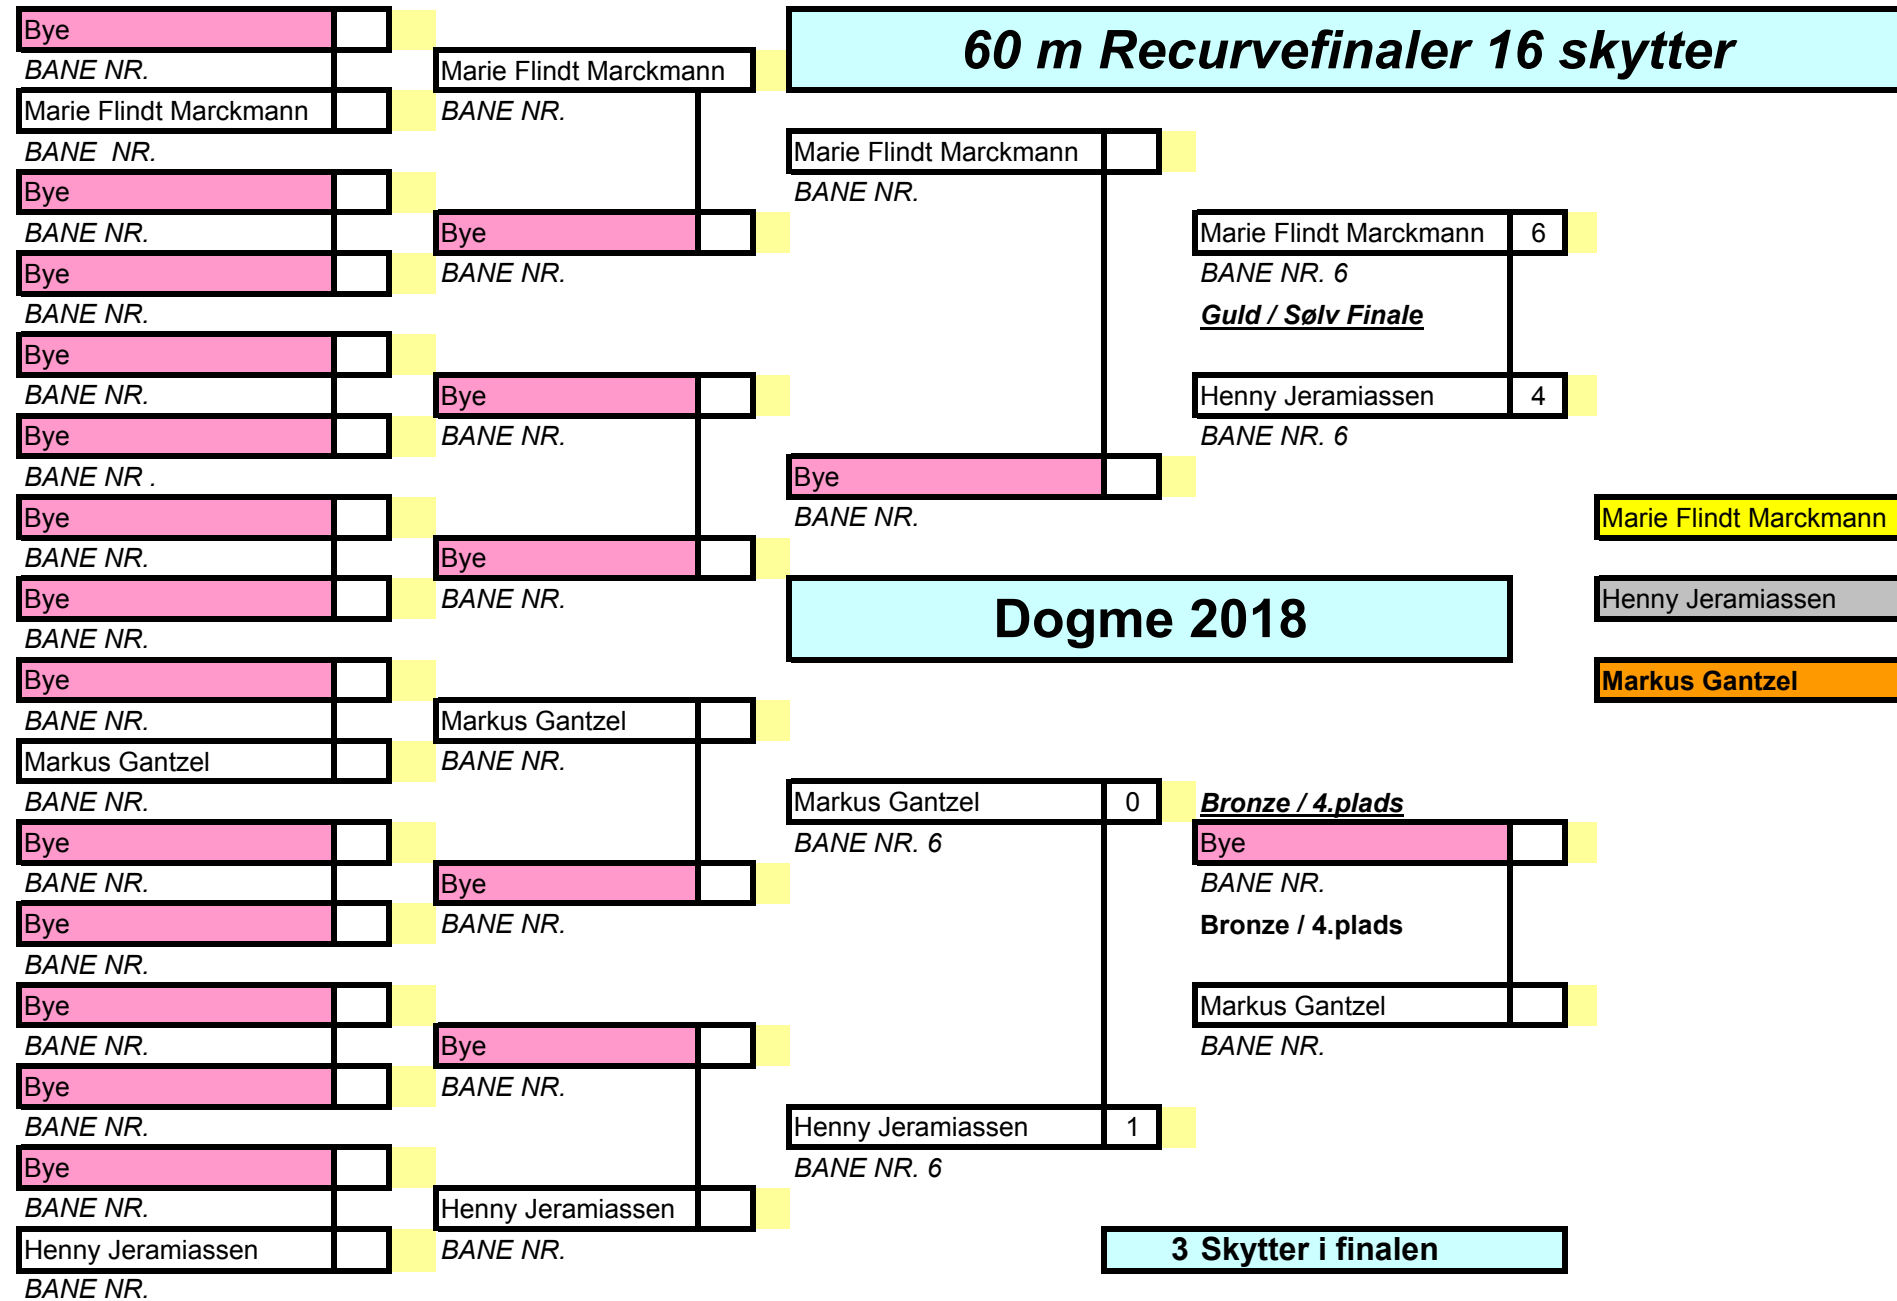 Bye
BANE NR.
Marie Flindt Marckmann
BANE  NR.
Bye
BANE NR.
Bye
BANE NR.
Bye
BANE NR.
Bye
BANE NR .
Bye
BANE NR.
Bye
BANE NR.
Bye
BANE NR.
Markus Gantzel
BANE NR.
Bye
BANE NR.
Bye
BANE NR.
Bye
BANE NR.
Bye
BANE NR.
Bye
BANE NR.
Henny Jeramiassen
BANE NR.
Marie Flindt Marckmann
BANE NR.
Bye
BANE NR.
Bye
BANE NR.
Bye
BANE NR.
Markus Gantzel
BANE NR.
Bye
BANE NR.
Bye
BANE NR.
Henny Jeramiassen
BANE NR.
60 m Recurvefinaler 16 skytter
Marie Flindt Marckmann
BANE NR.
Bye
BANE NR.
Dogme 2018
Markus Gantzel 0
BANE NR. 6
Henny Jeramiassen 1
BANE NR. 6
Marie Flindt Marckmann 6
BANE NR. 6
Guld / Sølv Finale
Henny Jeramiassen 4
BANE NR. 6
Bronze / 4.plads
Bye
BANE NR.
Bronze / 4.plads
Markus Gantzel
BANE NR.
3 Skytter i finalen
Marie Flindt Marckmann
Henny Jeramiassen
Markus Gantzel